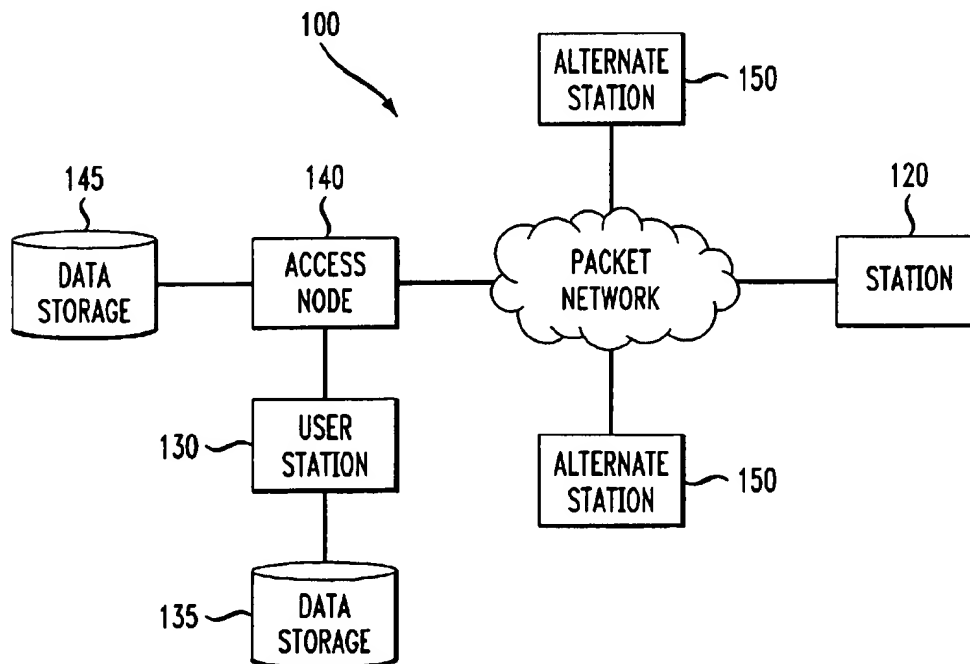 100
ALTERNATE
STATION
150
145
140
120
DATA
STORAGE
ACCESS
NODE
PACKET
NETWORK
STATION
130
USER
STATION
ALTERNATE
STATION
150
135
DATA
STORAGE